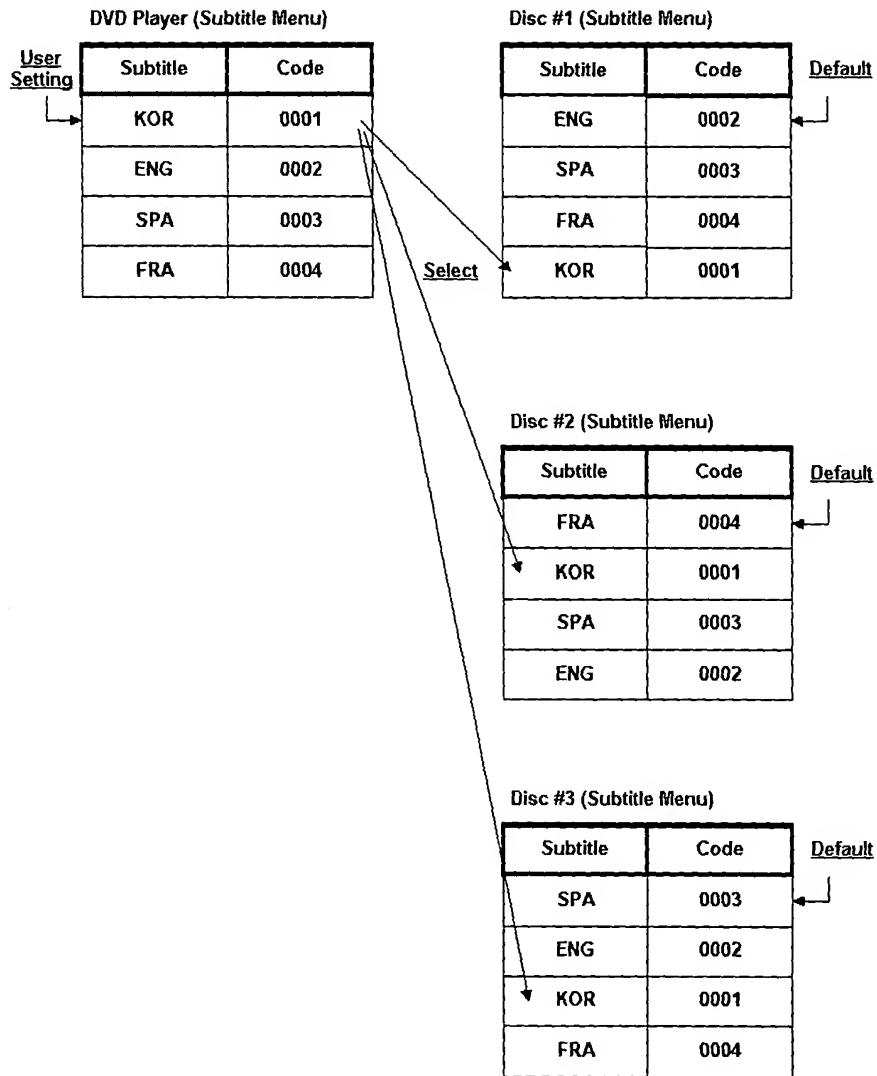 DVD Player (Subtitle Menu)
User
Setting
Subtitle Code
KOR 0001
ENG 0002
SPA 0003
FRA 0004
Select
Disc #1 (Subtitle Menu)
Subtitle Code
Default
ENG 0002
SPA 0003
FRA 0004
KOR 0001
Disc #2 (Subtitle Menu)
Subtitle Code
Default
FRA 0004
KOR 0001
SPA 0003
ENG 0002
Disc #3 (Subtitle Menu)
Subtitle Code
Default
SPA 0003
ENG 0002
KOR 0001
FRA 0004